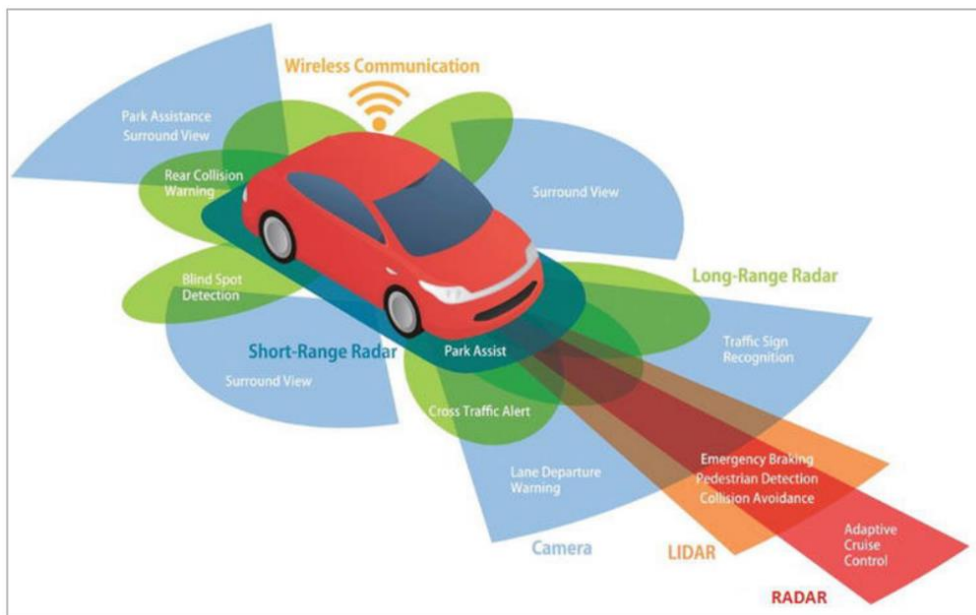 Wireless Communication
Park Assistance
Surround View
Rear Collision
Warning
Surround View
Blind Spot
Detection
Long-Range Radar
Short-Range Radar
Park Assist
Traffic Sign
Recognition
Surround View
Cross Traffic Alert
Emergency Braking
Pedestrian Detection
Collision Avoidance
Lane Departure
Warning
Adaptive
Cruise
Control
Camera
LIDAR
RADAR